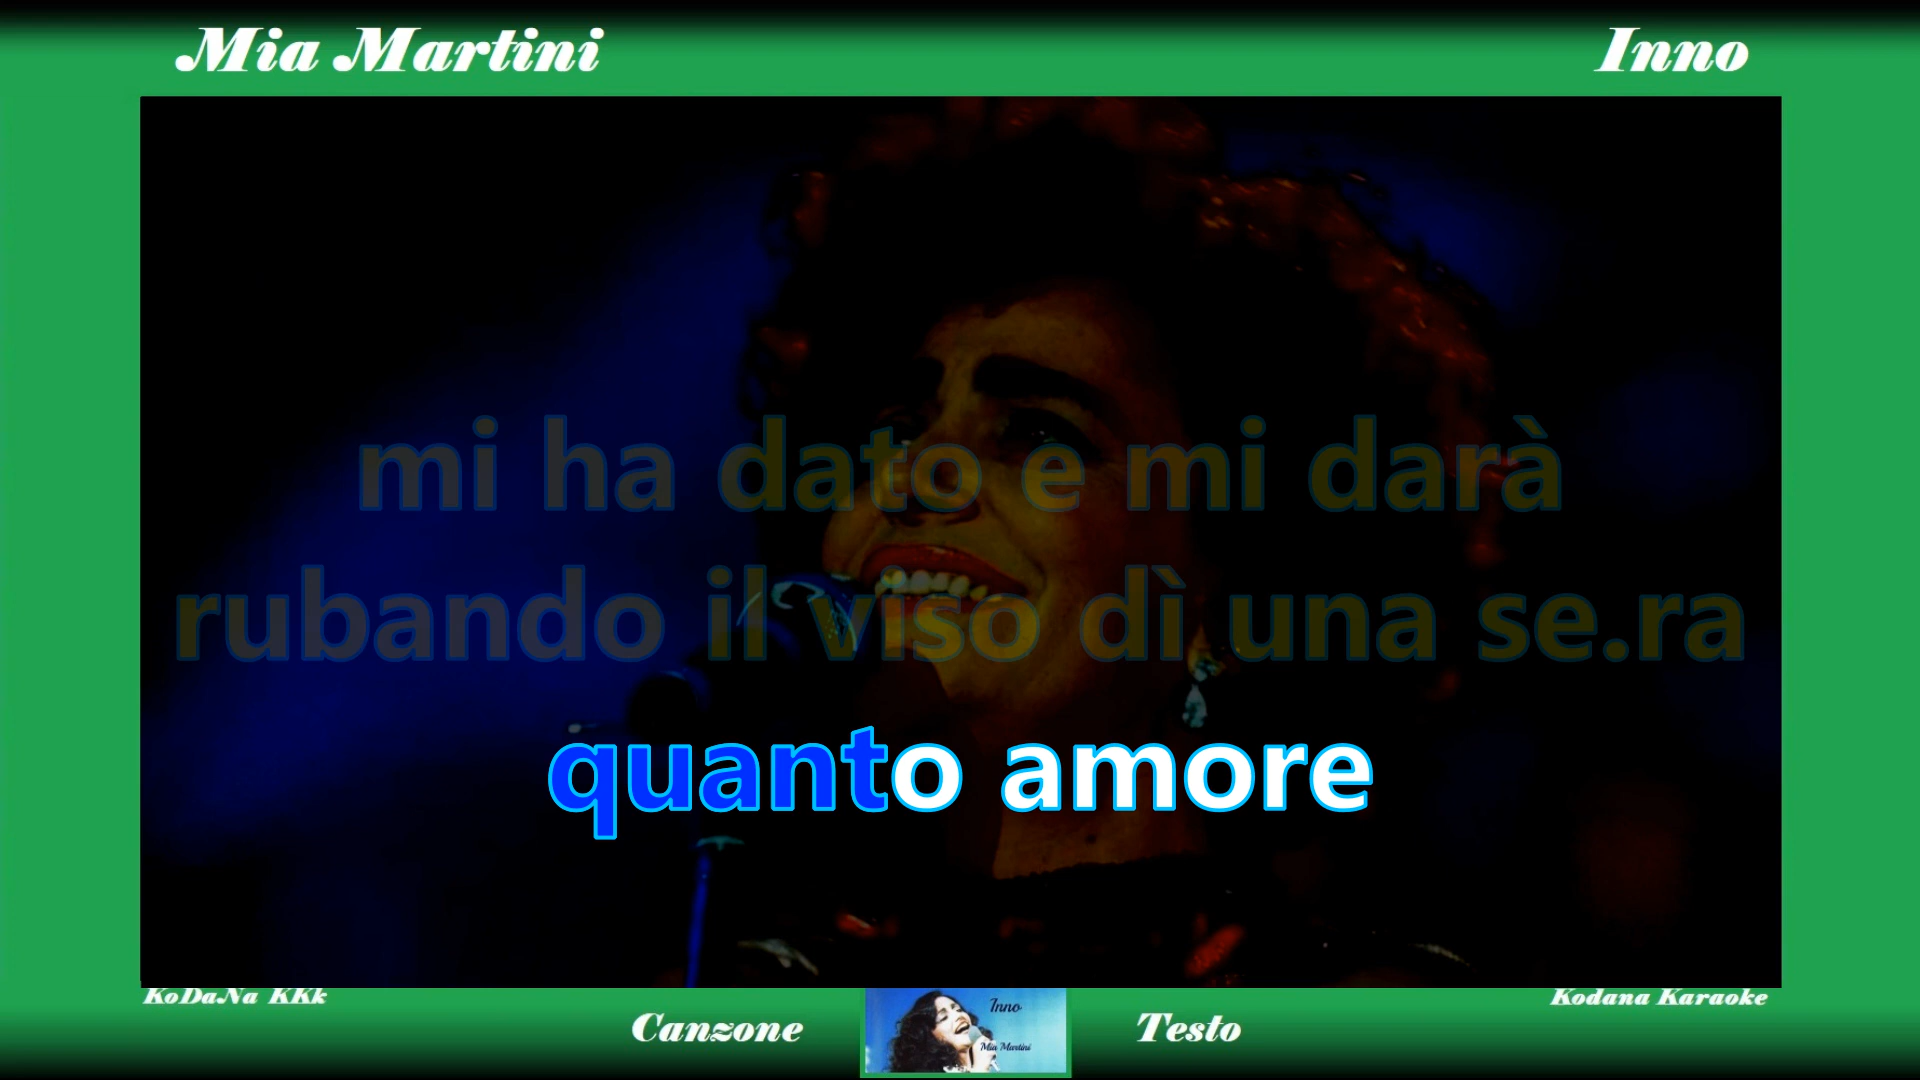 Mia Martini
Inno
mi ha dato e mi darà
rubando il viso dì una se.ra
quanto amore
KoDaNa KKk
Kodana Karaoke
Canzone
Inno
Mia Martini
Testo